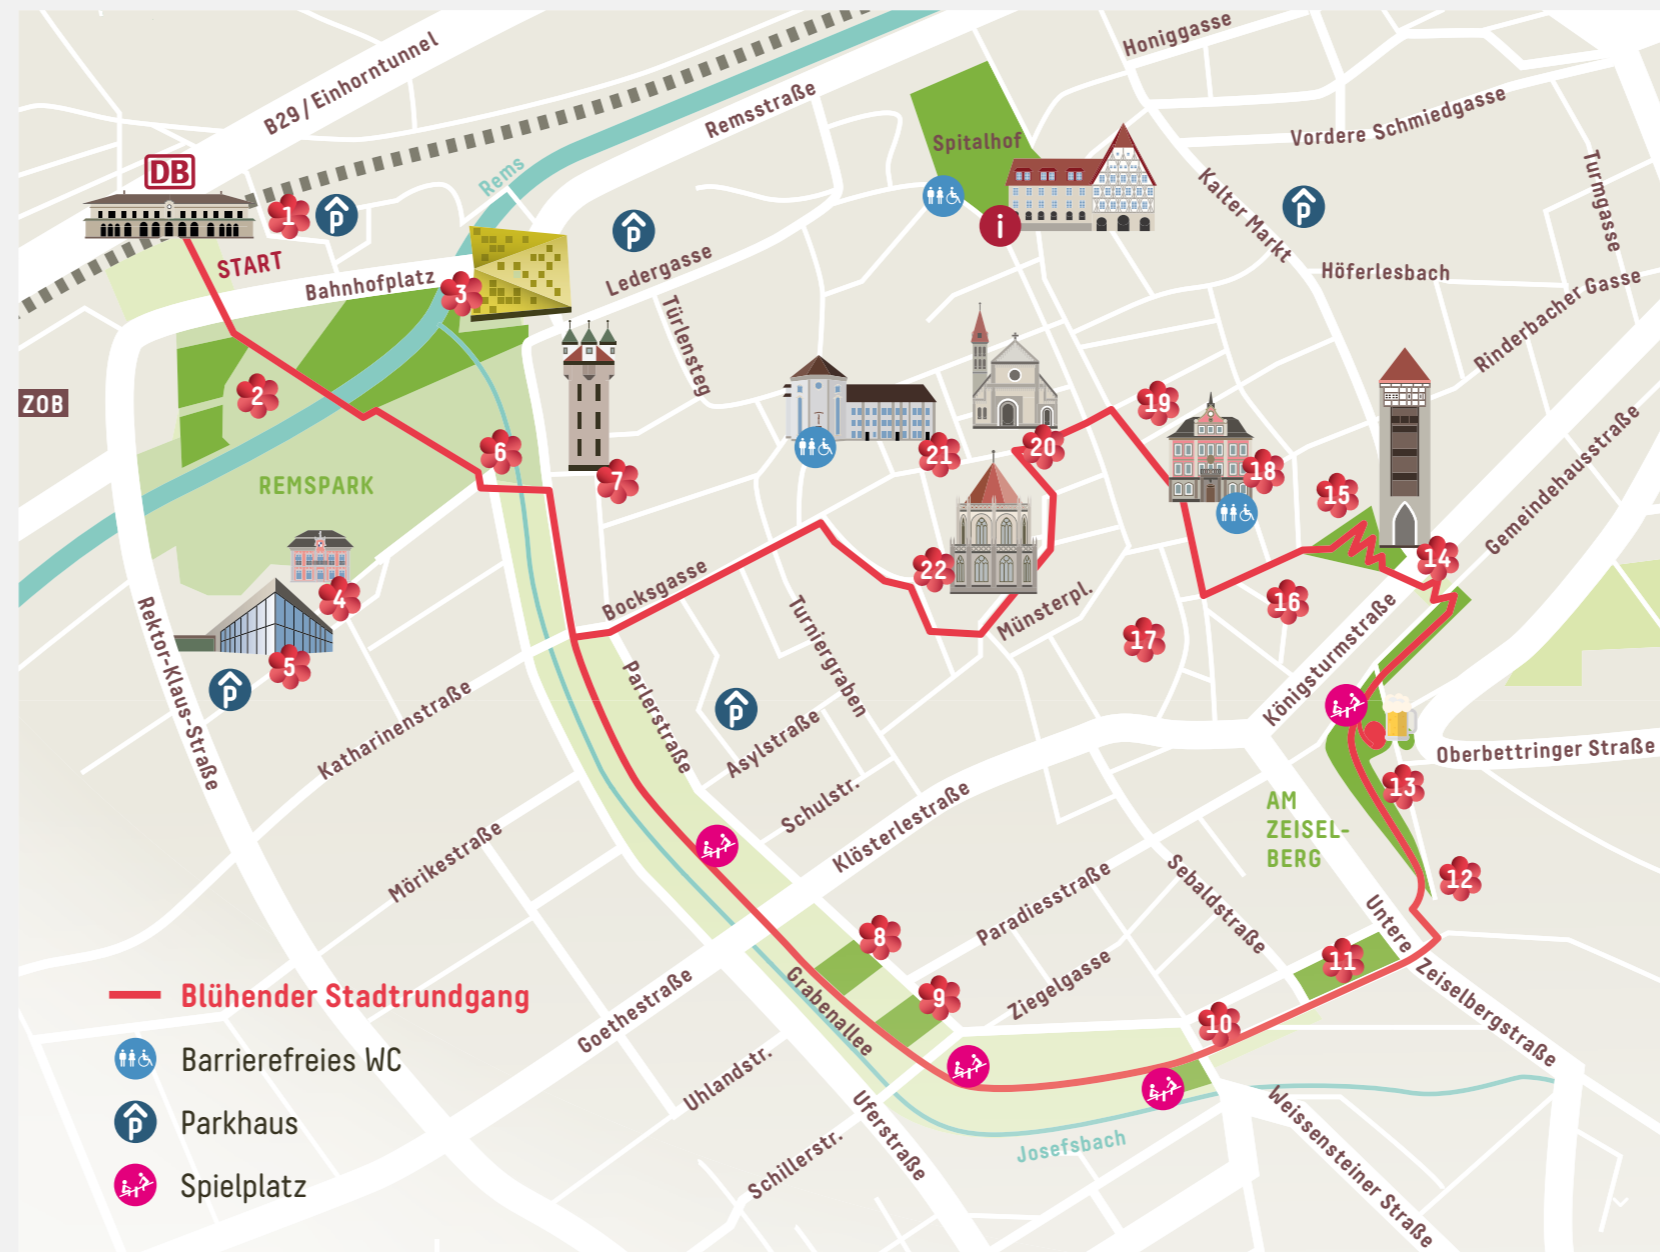 B29 / Einhorntunnel
Honiggasse
Remsstraße
Vordere Schmiedgasse
Spitalhof
Turmgasse
DB
Rems
Kalter Markt
1
P
P
P
i
START
Bahnhofplatz
Ledergasse
Höferlesbach
3
Türlensteg
Rinderbacher Gasse
ZOB
2
19
6
7
21
20
18
15
REMSPARK
Gemeindehausstraße
14
22
4
Bocksgasse
Münsterpl.
16
17
5
P
Rektor-Klaus-Straße
Katharinenstraße
Parlerstraße
Turniergraben
P
Asylstraße
Königsturmstraße
Oberbettringer Straße
13
Schulstr.
Klösterlestraße
AM
ZEISEL-
BERG
Mörikestraße
12
Paradiesstraße
Sebaldstraße
Untere
Zeiselbergstraße
8
11
9
Ziegelgasse
10
Grabenallee
Goethestraße
Uhlandstr.
Uferstraße
Schillerstr.
Josefsbach
Weissensteiner Straße
Blühender Stadtrundgang
Barrierefreies WC
P
Parkhaus
Spielplatz